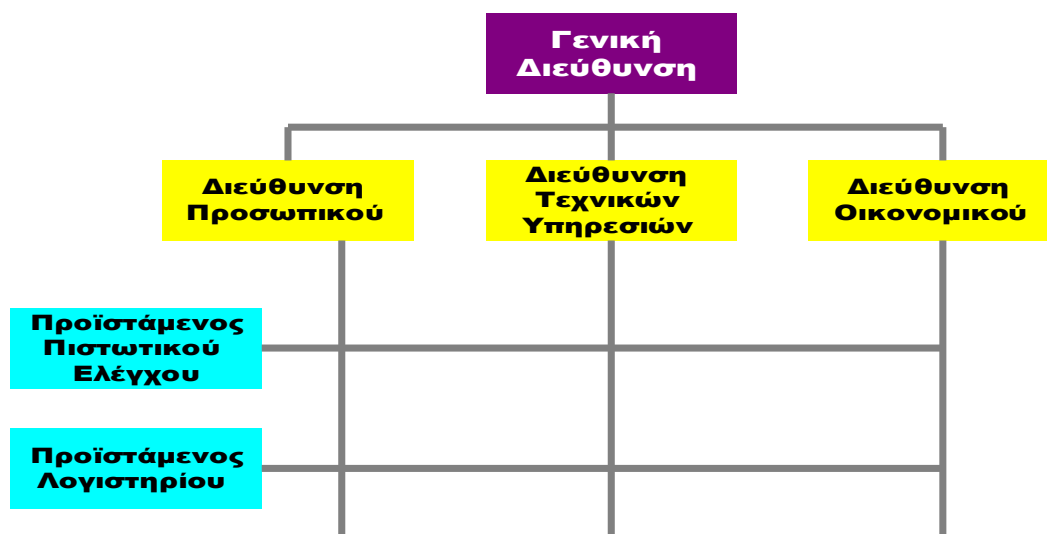 Γενική
Διεύθυνση
Διεύθυνση
Προσωπικού
Διεύθυνση
Τεχνικών
Υπηρεσιών
Διεύθυνση
Οικονομικού
Προϊστάμενος
Πιστωτικού
Ελέγχου
Προϊστάμενος
Λογιστηρίου